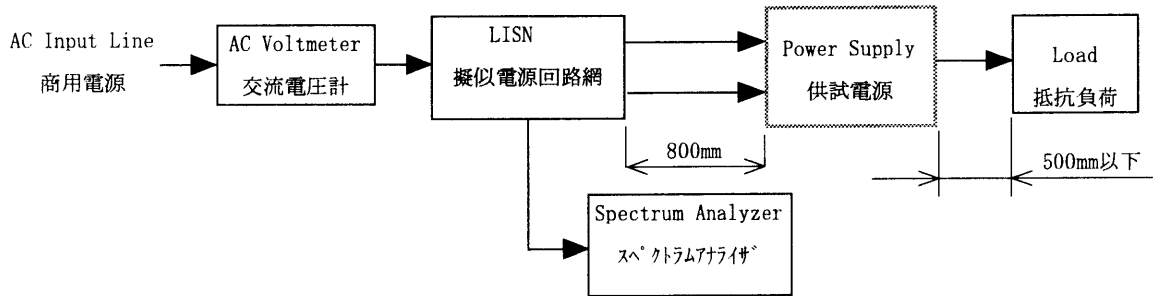 AC Input Line
商用電源
AC Voltmeter
交流電圧計
LISN
擬似電源回路網
Power Supply
供試電源
Load
抵抗負荷
800mm
500mm以下
Spectrum Analyzer
ｽﾍﾟｸﾄﾗﾑｱﾅﾗｲｻﾞ